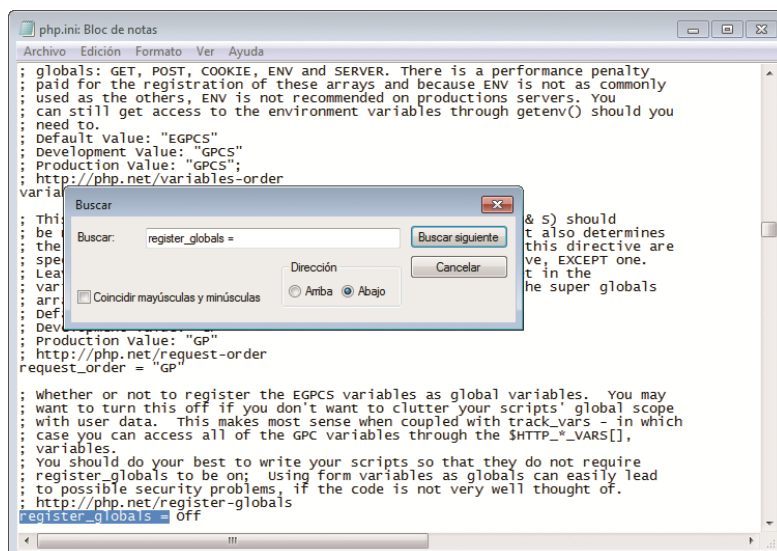 php.ini: Bloc de notas
Archivo Edición Formato Ver Ayuda
; globals: GET, POST, COOKIE, ENV and SERVER. There is a performance penalty
; paid for the registration of these arrays and because ENV is not as commonly
; used as the others, ENV is not recommended on productions servers. You
; can still get access to the environment variables through getenv() should you
; need to.
; Default Value: "EGPCS"
; Development Value: "GPCS"
; Production Value: "GPCS";
; http://php.net/variables-order
varia
Buscar
; Thi & S) should
Buscar: register_globals = Buscar siguiente
; be t also determines
; the this directive are
; spe ve, EXCEPT one.
Dirección Cancelar
; Lea t in the
; var he super globals
Coincidir mayúsculas y minúsculas Arriba Abajo
; arr
; Def
; Dev
; Production Value: "GP"
; http://php.net/request-order
request_order = "GP"
; Whether or not to register the EGPCS variables as global variables. You may
; want to turn this off if you don't want to clutter your scripts' global scope
; with user data. This makes most sense when coupled with track_vars - in which
; case you can access all of the GPC variables through the $HTTP_*_VARS[],
; variables.
; You should do your best to write your scripts so that they do not require
; register_globals to be on; Using form variables as globals can easily lead
; to possible security problems, if the code is not very well thought of.
; http://php.net/register-globals
register_globals = Off